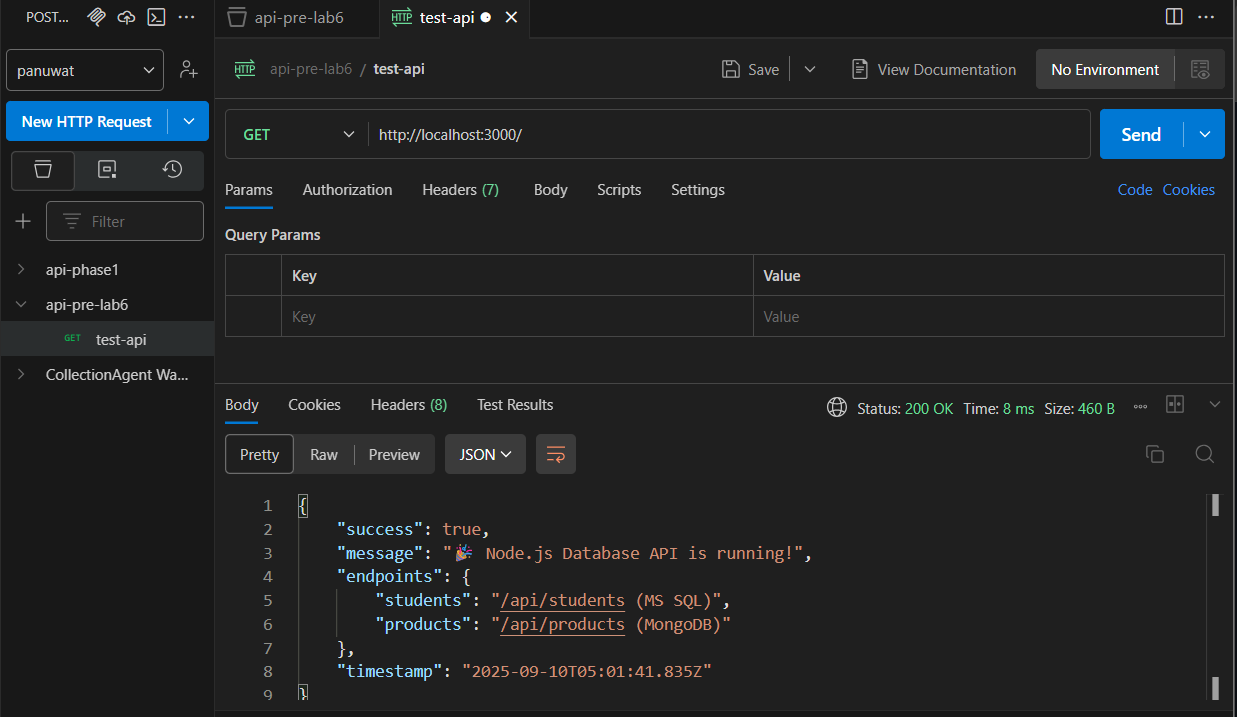 POST...
api-pre-lab6
HTTP test-api
panuwat
HTTP api-pre-lab6 / test-api
Save
View Documentation
No Environment
New HTTP Request
GET
http://localhost:3000/
Send
Params Authorization Headers (7) Body Scripts Settings
Code Cookies
Filter
Query Params
Key Value
Key Value
api-phase1
api-pre-lab6
GET test-api
CollectionAgent Wa...
Body Cookies Headers (8) Test Results
Status: 200 OK Time: 8 ms Size: 460 B
Pretty Raw Preview JSON
1 {
2 "success": true,
3 "message": "🎉 Node.js Database API is running!",
4 "endpoints": {
5 "students": "/api/students (MS SQL)",
6 "products": "/api/products (MongoDB)"
7 },
8 "timestamp": "2025-09-10T05:01:41.835Z"
9 }